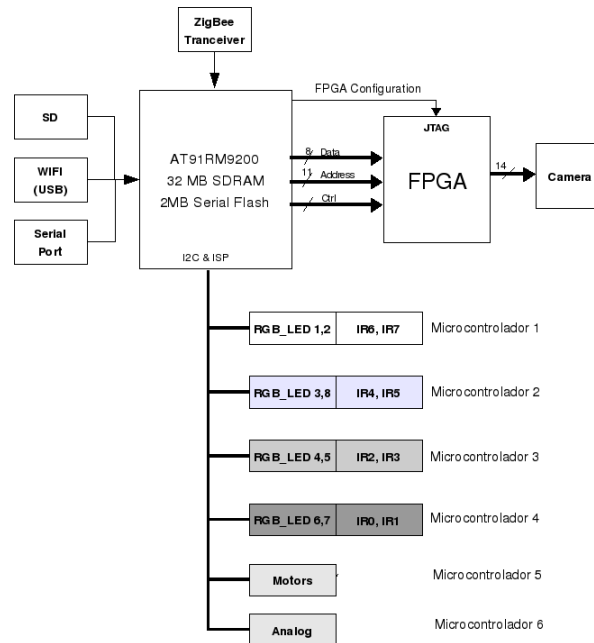 ZigBee
Tranceiver
FPGA Configuration
SD
JTAG
8
Data
AT91RM9200
WIFI
(USB)
32 MB SDRAM
11
Address
FPGA
14
Camera
2MB Serial Flash
Ctrl
Serial
Port
I2C & ISP
RGB_LED 1,2
IR6, IR7
Microcontrolador 1
RGB_LED 3,8
IR4, IR5
Microcontrolador 2
RGB_LED 4,5
IR2, IR3
Microcontrolador 3
RGB_LED 6,7
IR0, IR1
Microcontrolador 4
Motors
Microcontrolador 5
Analog
Microcontrolador 6